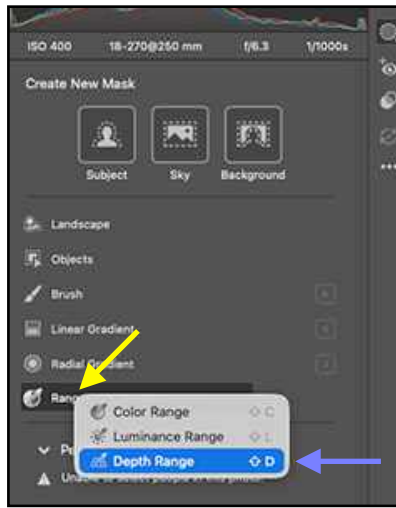 ISO 400 18-270@250 mm f/6.3 1/1000s
Create New Mask
Subject Sky Background
Landscape
Objects
Brush
Linear Gradient
Radial Gradient
Range
Color Range ⇧ C
Luminance Range ⇧ L
Depth Range ⇧ D